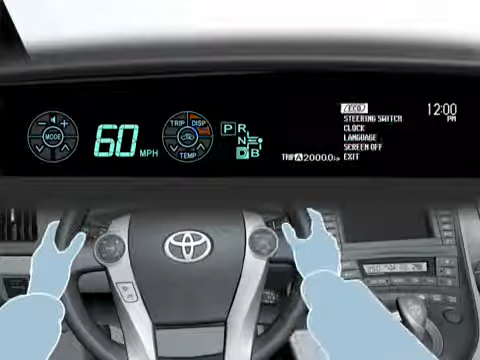 ECO
12:00
PM
STEERING SWITCH
CLOCK
LANGUAGE
SCREEN OFF
EXIT
TRIP A 2000.0
MODE
60 MPH
TRIP DISP
TEMP
P R
N
D B